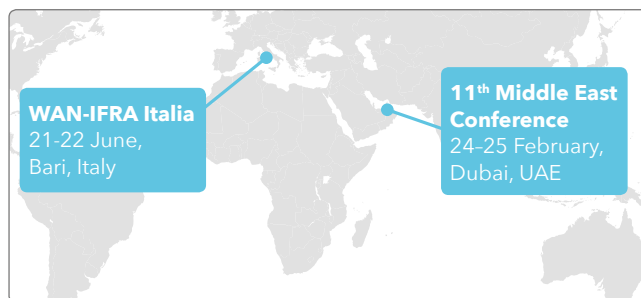 WAN-IFRA Italia
21-22 June,
Bari, Italy
11th Middle East
Conference
24–25 February,
Dubai, UAE